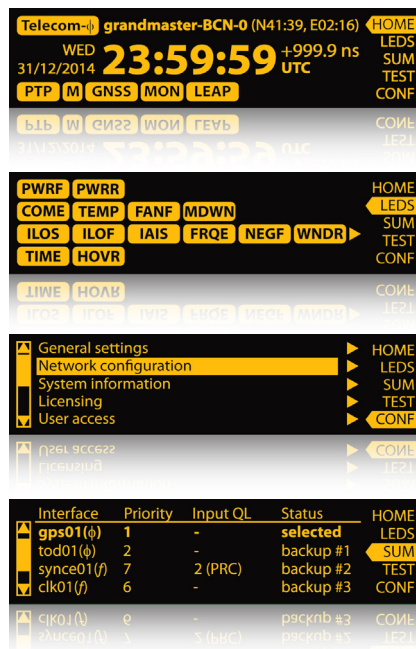 Telecom-ϕ grandmaster-BCN-0 (N41:39, E02:16) HOME
LEDS
WED 23:59:59 +999.9 ns SUM
31/12/2014 UTC TEST
PTP M GNSS MON LEAP CONF
PWRF PWRR HOME
COME TEMP FANF MDWN LEDS
SUM
ILOS ILOF IAIS FRQE NEGF WNDR TEST
TIME HOVR CONF
General settings HOME
Network configuration LEDS
System information SUM
Licensing TEST
User access CONF
Interface Priority Input QL Status HOME
gps01(ϕ) 1 - selected LEDS
tod01(ϕ) 2 - backup #1 SUM
synce01(f) 7 2 (PRC) backup #2 TEST
clk01(f) 6 - backup #3 CONF